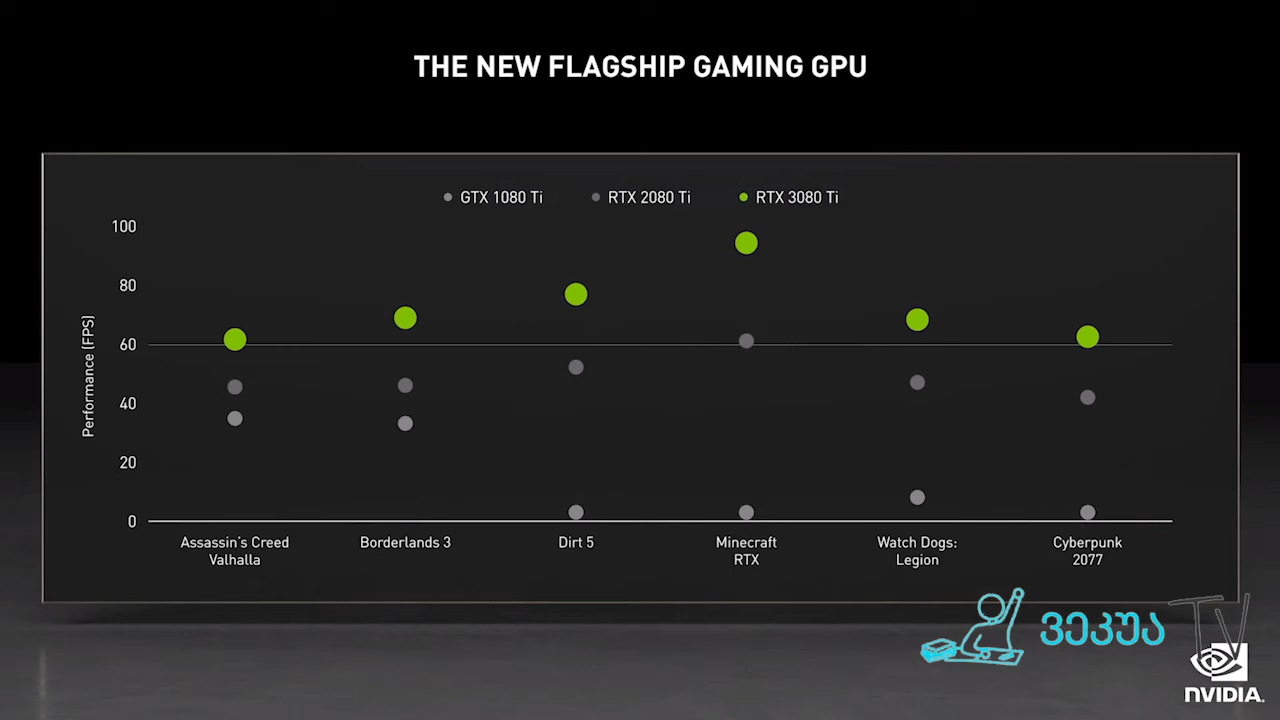 THE NEW FLAGSHIP GAMING GPU
GTX 1080 Ti
RTX 2080 Ti
RTX 3080 Ti
Performance (FPS)
100
80
60
40
20
0
Assassin's Creed
Valhalla
Borderlands 3
Dirt 5
Minecraft
RTX
Watch Dogs:
Legion
Cyberpunk
2077
ვეკუა TV
NVIDIA.